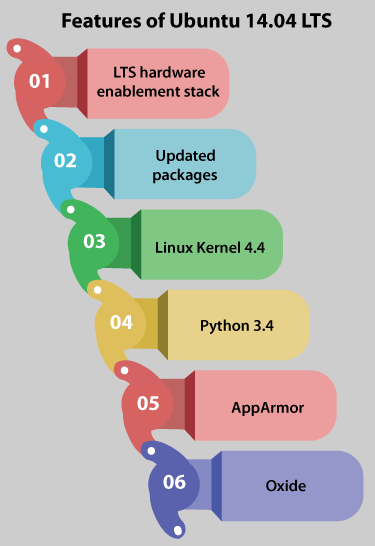 Features of Ubuntu 14.04 LTS
01
LTS hardware
enablement stack
02
Updated
packages
03
Linux Kernel 4.4
04
Python 3.4
05
AppArmor
06
Oxide